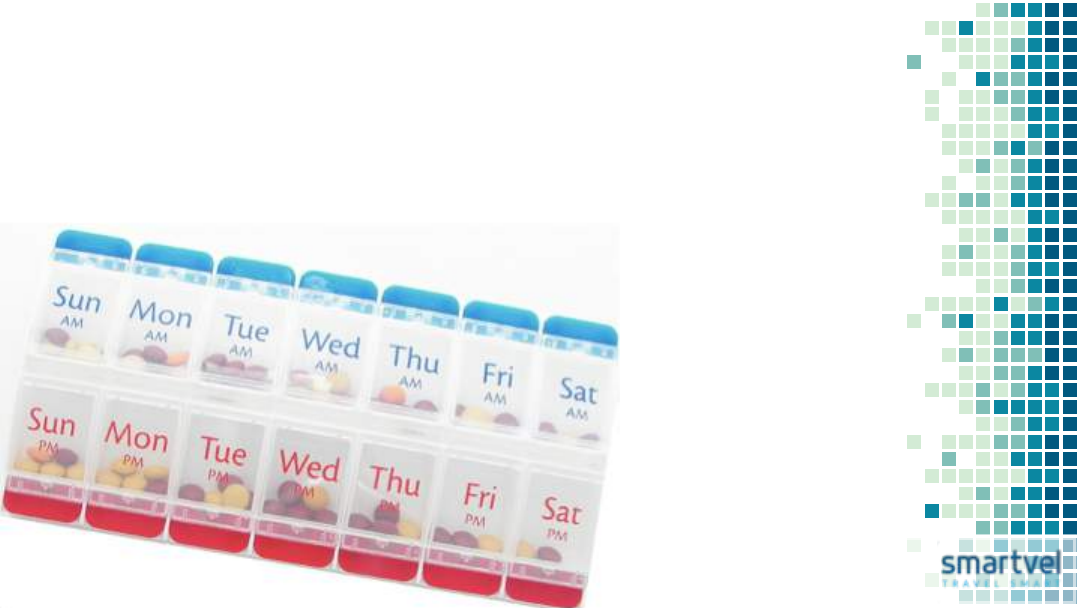 Sun
AM
Mon
AM
Tue
AM
Wed
AM
Thu
AM
Fri
AM
Sat
AM
Sun
PM
Mon
PM
Tue
PM
Wed
PM
Thu
PM
Fri
PM
Sat
PM
smartvel
TRAVEL SMART